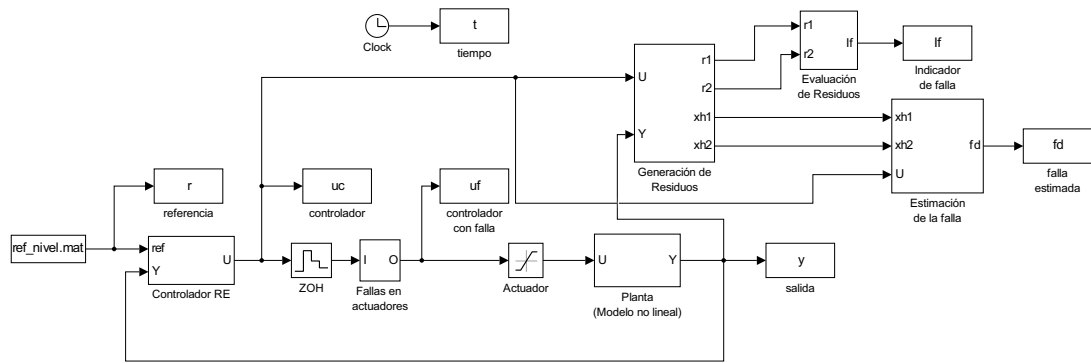 t
Clock
tiempo
r1
r2
If
Evaluación
de Residuos
If
Indicador
de falla
U
Y
r1
r2
xh1
xh2
Generación de
Residuos
xh1
xh2
U
fd
Estimación
de la falla
fd
falla
estimada
r
referencia
uc
controlador
uf
controlador
con falla
ref_nivel.mat
ref
Y
U
Controlador RE
ZOH
I
O
Fallas en
actuadores
Actuador
U
Y
Planta
(Modelo no lineal)
y
salida